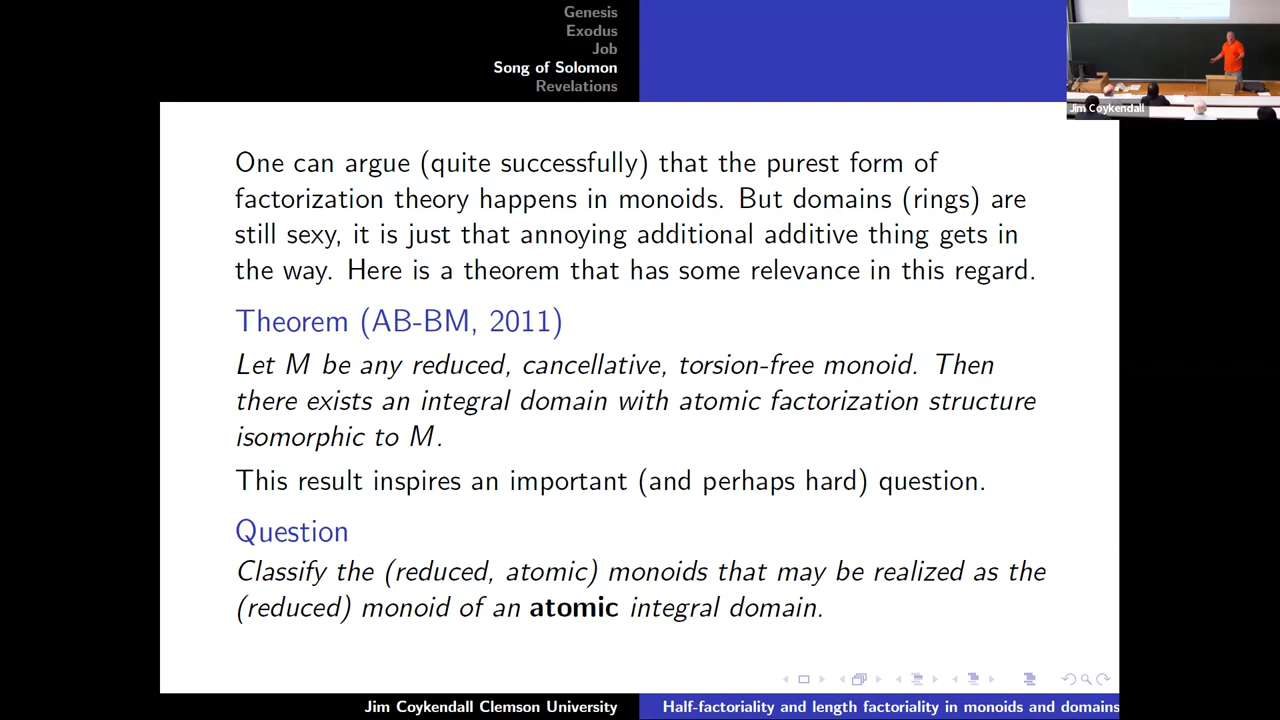 Genesis
Exodus
Job
Song of Solomon
Revelations
Jim Coykendall
One can argue (quite successfully) that the purest form of
factorization theory happens in monoids. But domains (rings) are
still sexy, it is just that annoying additional additive thing gets in
the way. Here is a theorem that has some relevance in this regard.
Theorem (AB-BM, 2011)
Let M be any reduced, cancellative, torsion-free monoid. Then
there exists an integral domain with atomic factorization structure
isomorphic to M.
This result inspires an important (and perhaps hard) question.
Question
Classify the (reduced, atomic) monoids that may be realized as the
(reduced) monoid of an atomic integral domain.
Jim Coykendall Clemson University
Half-factoriality and length factoriality in monoids and domains